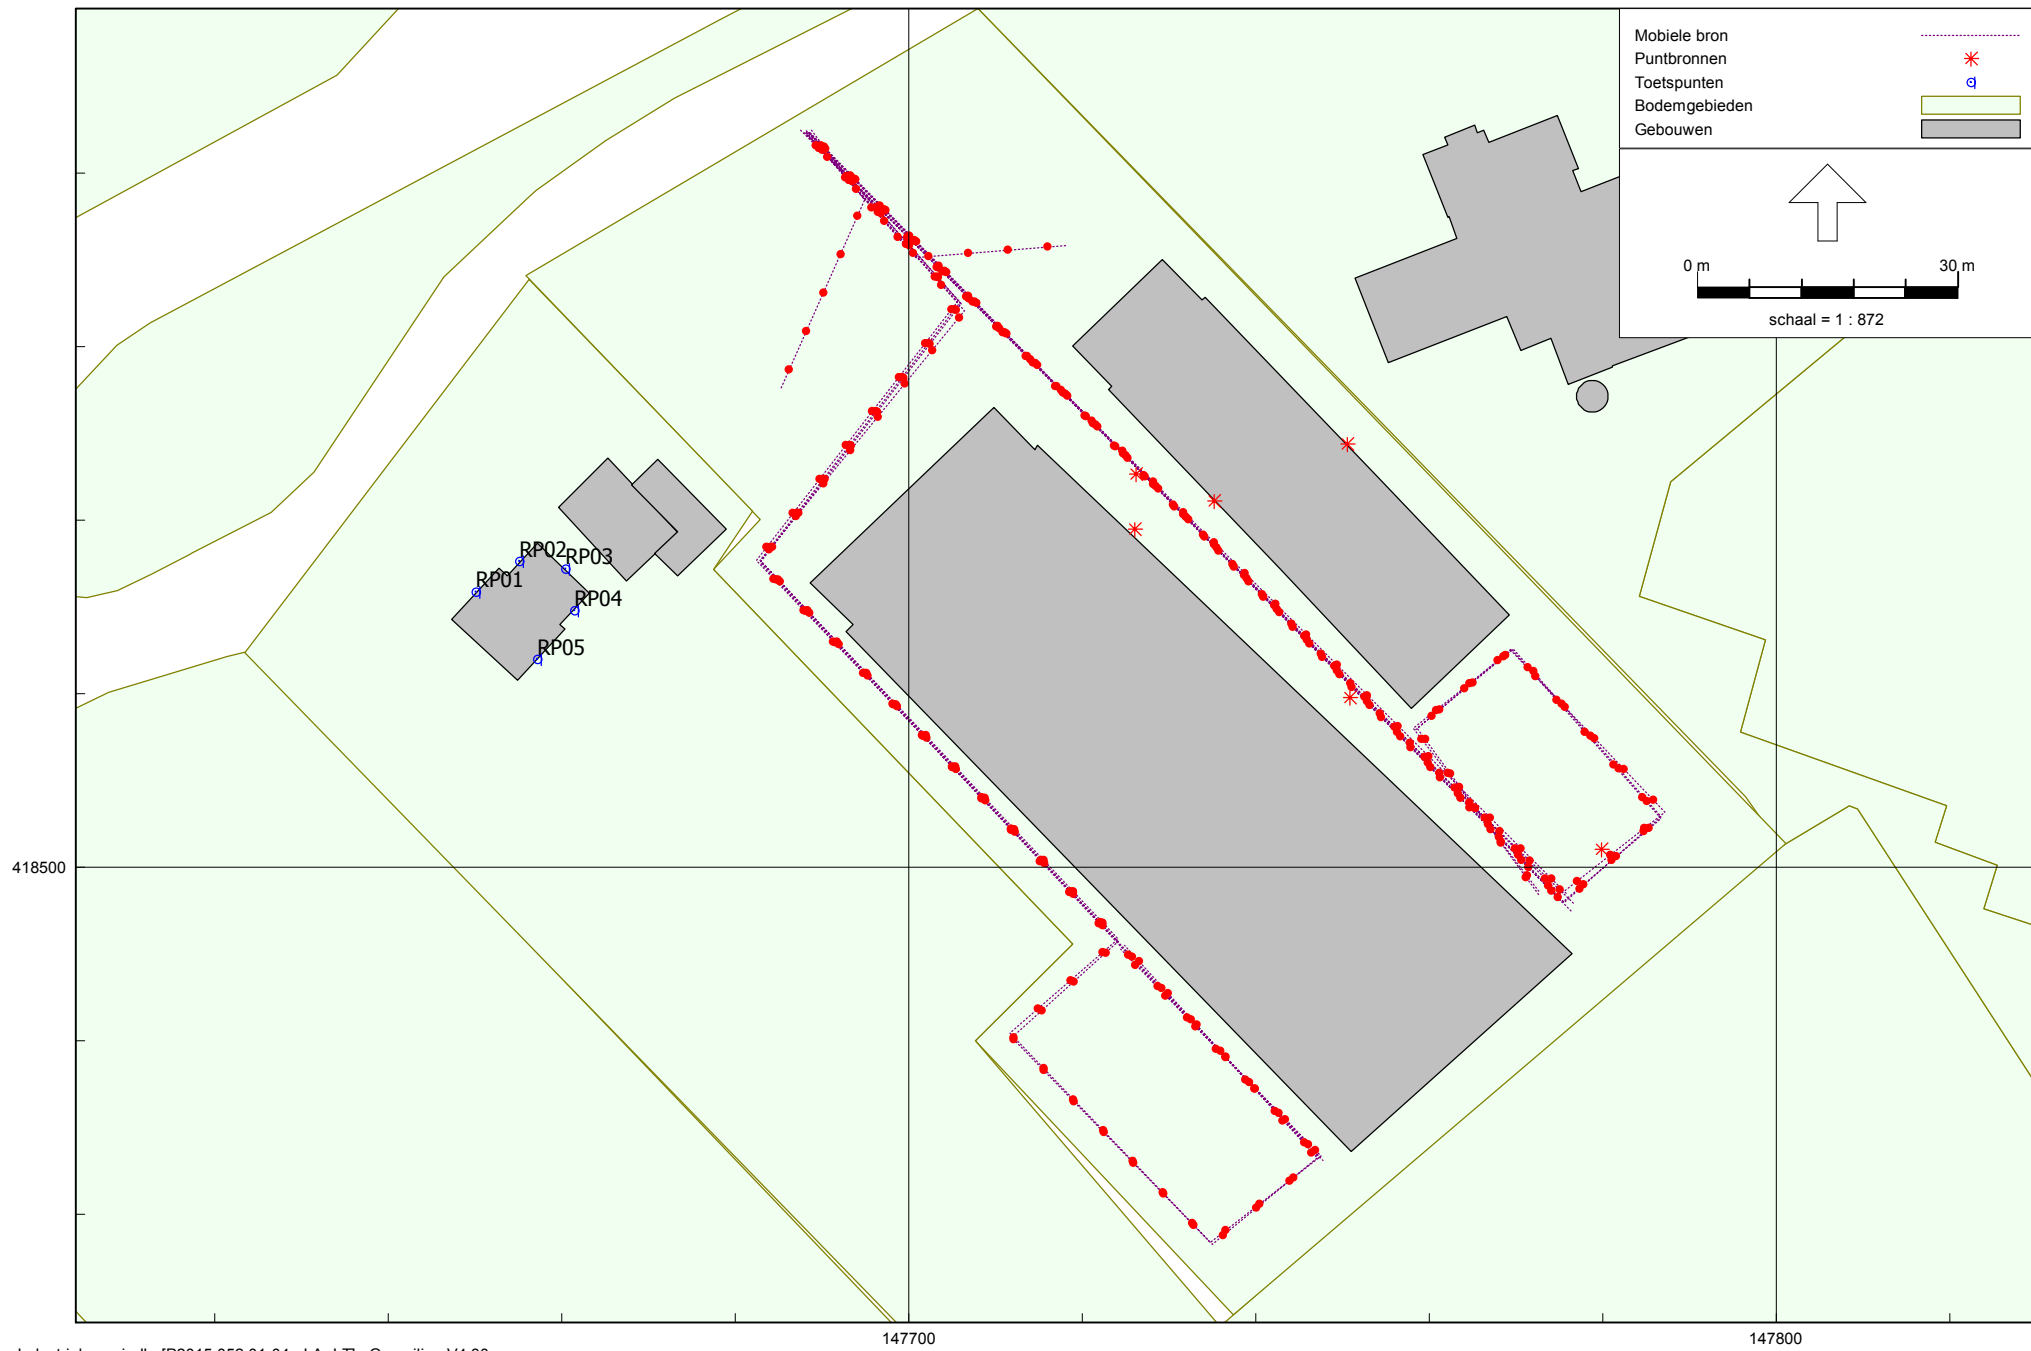 Mobiele bron
Puntbronnen
Toetspunten
Bodemgebieden
Gebouwen
0 m 30 m
schaal = 1 : 872
RP02
RP03
RP01
RP04
RP05
418500
147700 147800